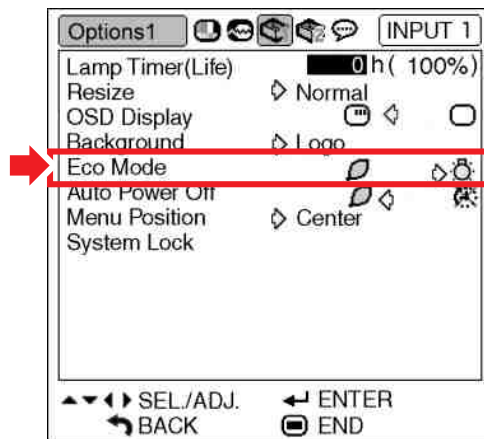 Options1 INPUT 1
Lamp Timer(Life) 0 h ( 100%)
Resize Normal
OSD Display
Background Logo
Eco Mode
Auto Power Off
Menu Position Center
System Lock
SEL./ADJ. ENTER
BACK END